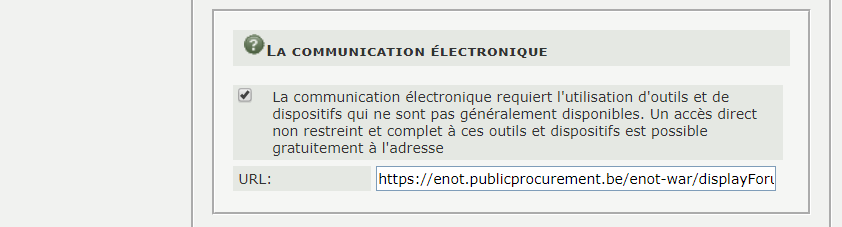 LA COMMUNICATION ÉLECTRONIQUE
La communication électronique requiert l'utilisation d'outils et de
dispositifs qui ne sont pas généralement disponibles. Un accès direct
non restreint et complet à ces outils et dispositifs est possible
gratuitement à l'adresse
URL: https://enot.publicprocurement.be/enot-war/displayForu